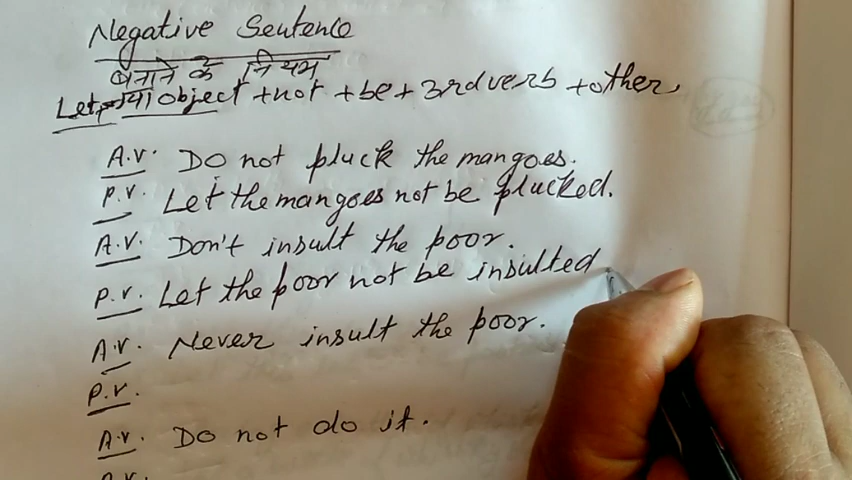 Negative Sentence
बनाने के नियम
Let + object + not + be + 3rd verb + other,
A.V. Do not pluck the mangoes.
P.V. Let the mangoes not be plucked.
A.V. Don't insult the poor.
P.V. Let the poor not be insulted
A.V. Never insult the poor.
P.V.
A.V. Do not do it.